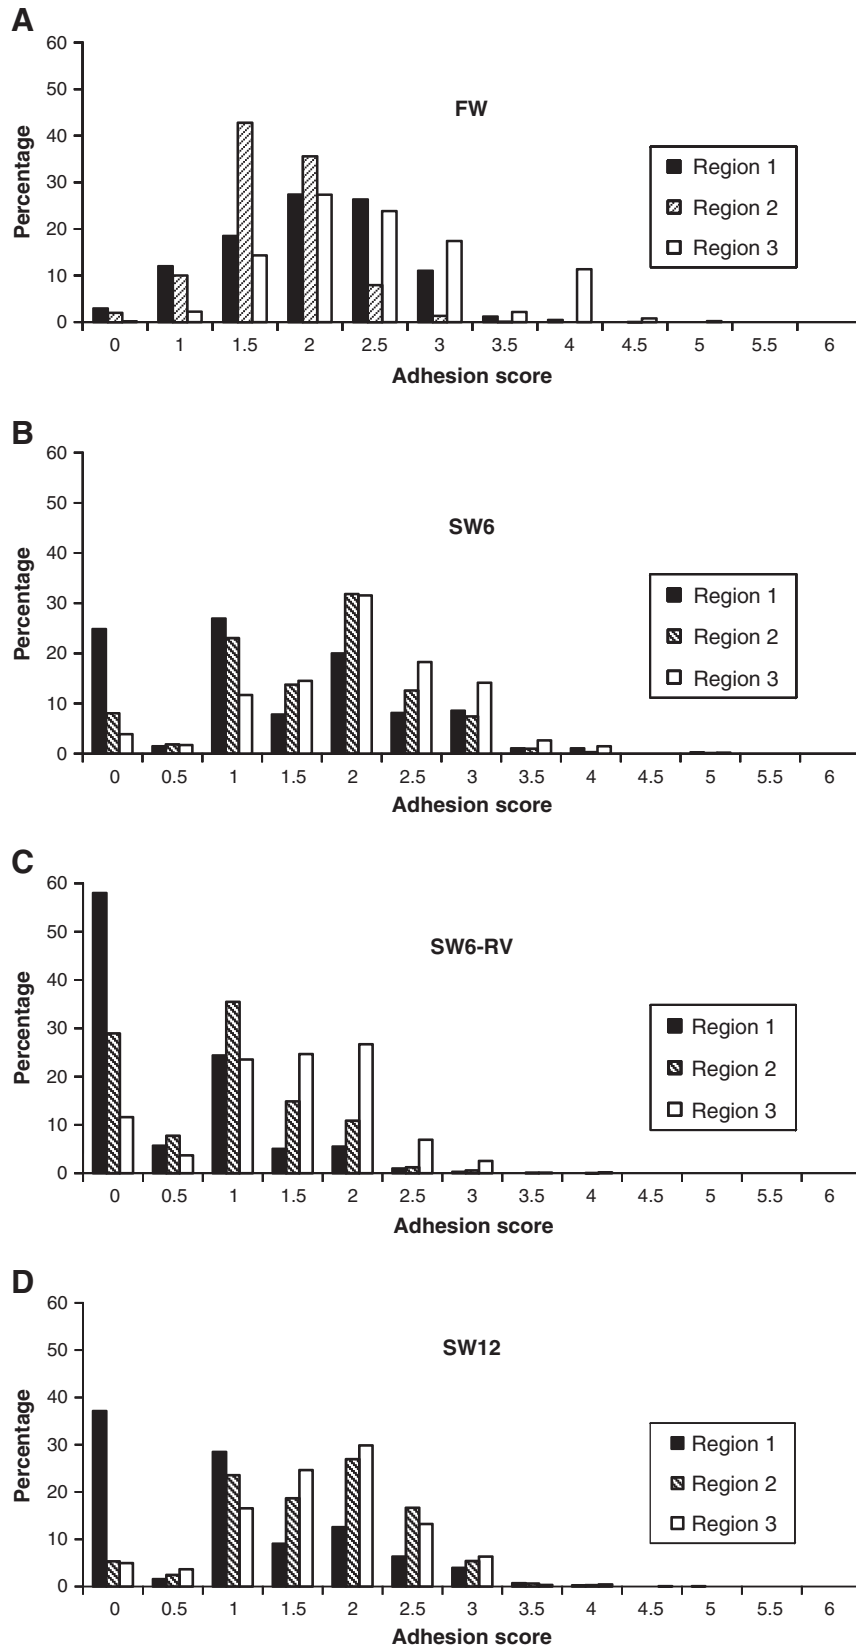 A
60
50
40
30
20
10
0
Percentage
FW
Region 1
Region 2
Region 3
0 1 1.5 2 2.5 3 3.5 4 4.5 5 5.5 6
Adhesion score
B
60
50
40
30
20
10
0
Percentage
SW6
Region 1
Region 2
Region 3
0 0.5 1 1.5 2 2.5 3 3.5 4 4.5 5 5.5 6
Adhesion score
C
60
50
40
30
20
10
0
Percentage
SW6-RV
Region 1
Region 2
Region 3
0 0.5 1 1.5 2 2.5 3 3.5 4 4.5 5 5.5 6
Adhesion score
D
60
50
40
30
20
10
0
Percentage
SW12
Region 1
Region 2
Region 3
0 0.5 1 1.5 2 2.5 3 3.5 4 4.5 5 5.5 6
Adhesion score